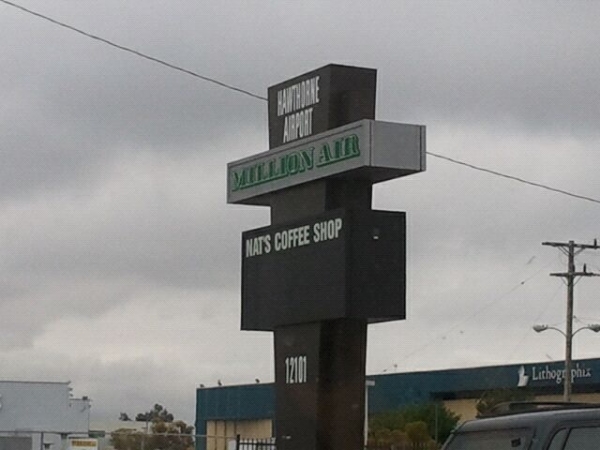 HAWTHORNE
AIRPORT
MILLION AIR
NAT'S COFFEE SHOP
12101
Lithographix